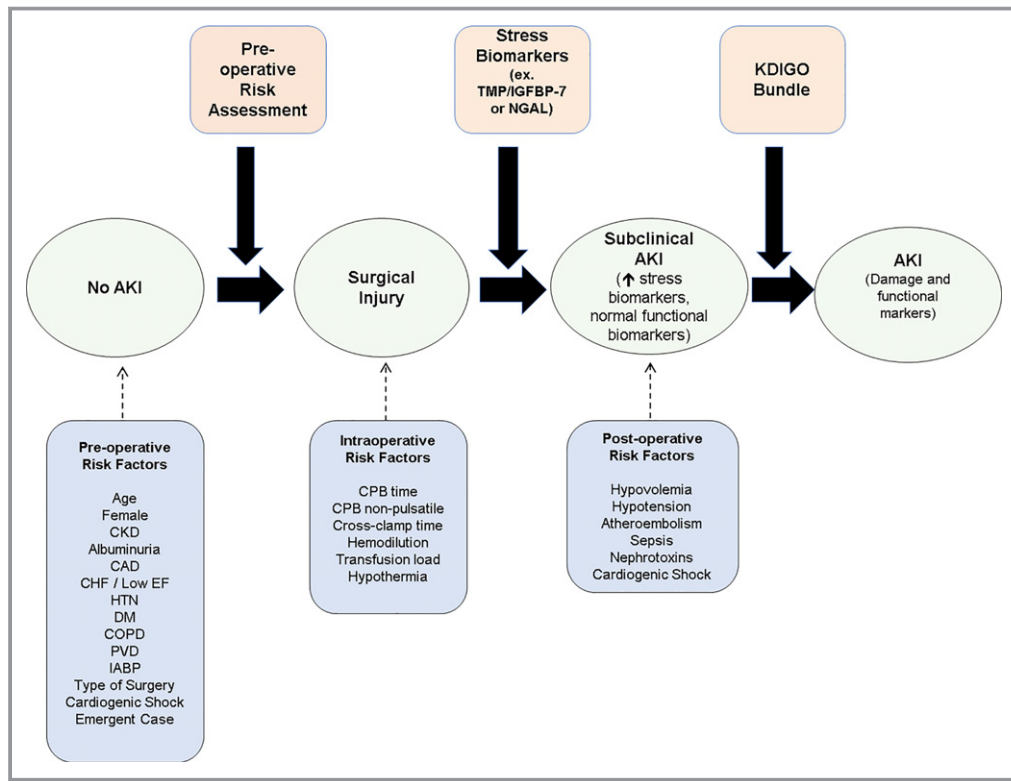 Pre-
operative
Risk
Assessment
Stress
Biomarkers
(ex.
TMP/IGFBP-7
or NGAL)
KDIGO
Bundle
No AKI
Surgical
Injury
Subclinical
AKI
(↑ stress
biomarkers,
normal functional
biomarkers)
AKI
(Damage and
functional
markers)
Pre-operative
Risk Factors
Age
Female
CKD
Albuminuria
CAD
CHF / Low EF
HTN
DM
COPD
PVD
IABP
Type of Surgery
Cardiogenic Shock
Emergent Case
Intraoperative
Risk Factors
CPB time
CPB non-pulsatile
Cross-clamp time
Hemodilution
Transfusion load
Hypothermia
Post-operative
Risk Factors
Hypovolemia
Hypotension
Atheroembolism
Sepsis
Nephrotoxins
Cardiogenic Shock